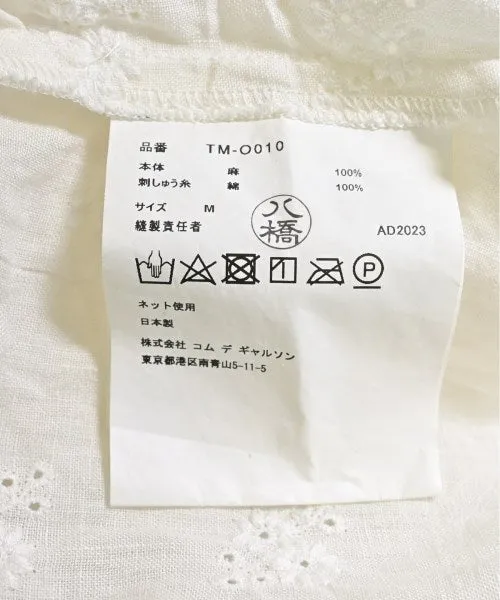 品番 TM-O010
本体 麻 100%
刺しゅう糸 綿 100%
サイズ M
縫製責任者 八橋 AD2023
P
ネット使用
日本製
株式会社 コム デ ギャルソン
東京都港区南青山5-11-5